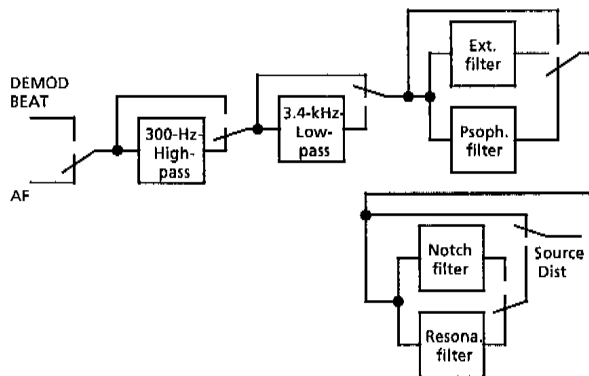 DEMOD
BEAT
AF
300-Hz-
High-
pass
3.4-kHz-
Low-
pass
Ext.
filter
Psoph.
filter
Notch
filter
Resona.
filter
Source
Dist